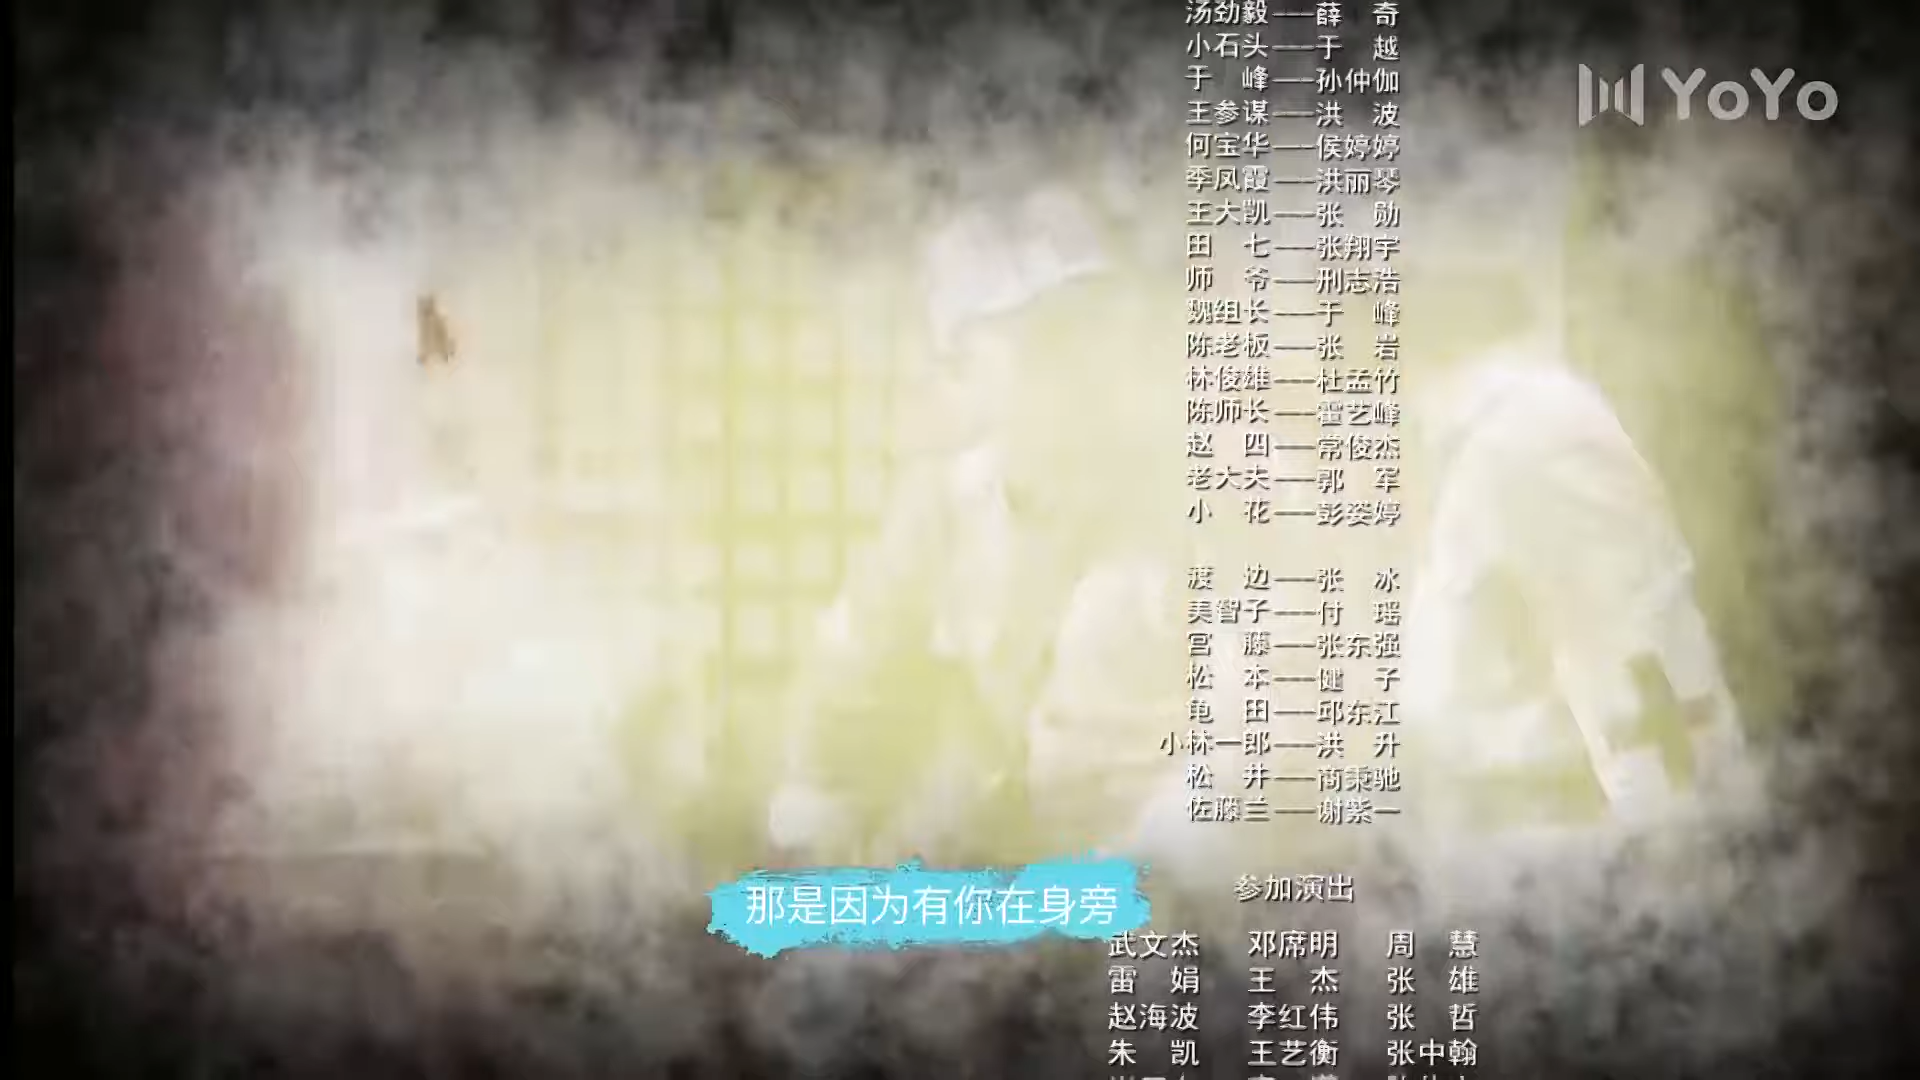 汤劲毅——薛 奇
小石头——于 越
于 峰——孙仲伽
王参谋——洪 波
何宝华——侯婷婷
季凤霞——洪丽琴
王大凯——张 勋
田 七——张翔宇
师 爷——刑志浩
魏组长——于 峰
陈老板——张 岩
林俊雄——杜孟竹
陈师长——霍艺峰
赵 四——常俊杰
老大夫——郭 军
小 花——彭姿婷
渡 边——张 冰
美智子——付 瑶
宫 藤——张东强
松 本——健 子
龟 田——邱东江
小林一郎——洪 升
松 井——商秉驰
佐藤兰——谢紫一
参加演出
那是因为有你在身旁
武文杰 邓席明 周 慧
雷 娟 王 杰 张 雄
赵海波 李红伟 张 哲
朱 凯 王艺衡 张中翰
YoYo